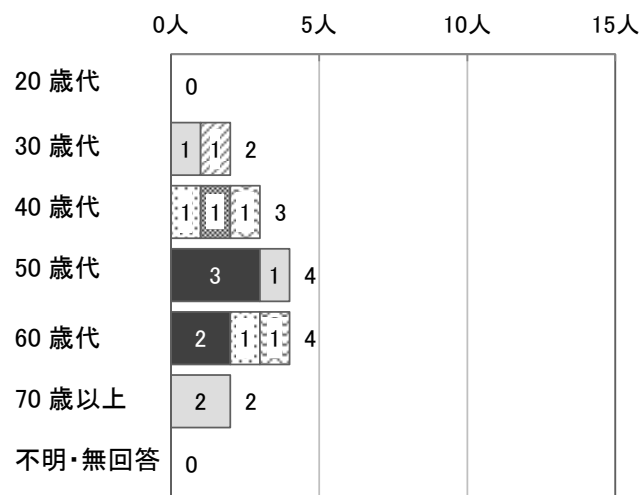 0人 5人 10人 15人
20 歳代 0
30 歳代 1 1 2
40 歳代 1 1 1 3
50 歳代 3 1 4
60 歳代 2 1 1 4
70 歳以上 2 2
不明・無回答 0